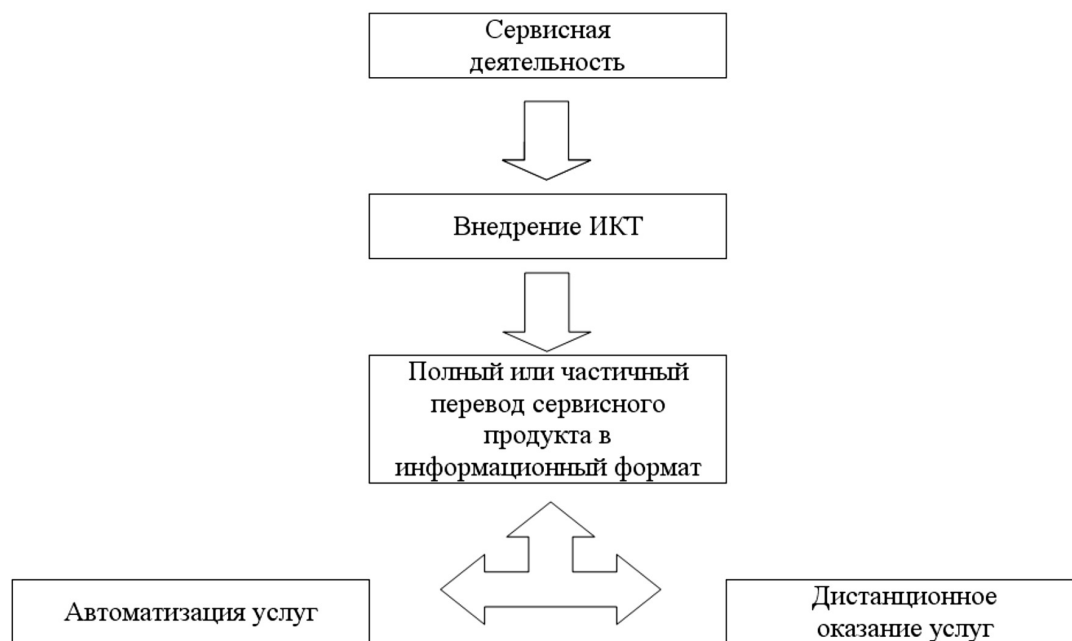 Сервисная
деятельность
Внедрение ИКТ
Полный или частичный
перевод сервисного
продукта в
информационный формат
Автоматизация услуг
Дистанционное
оказание услуг